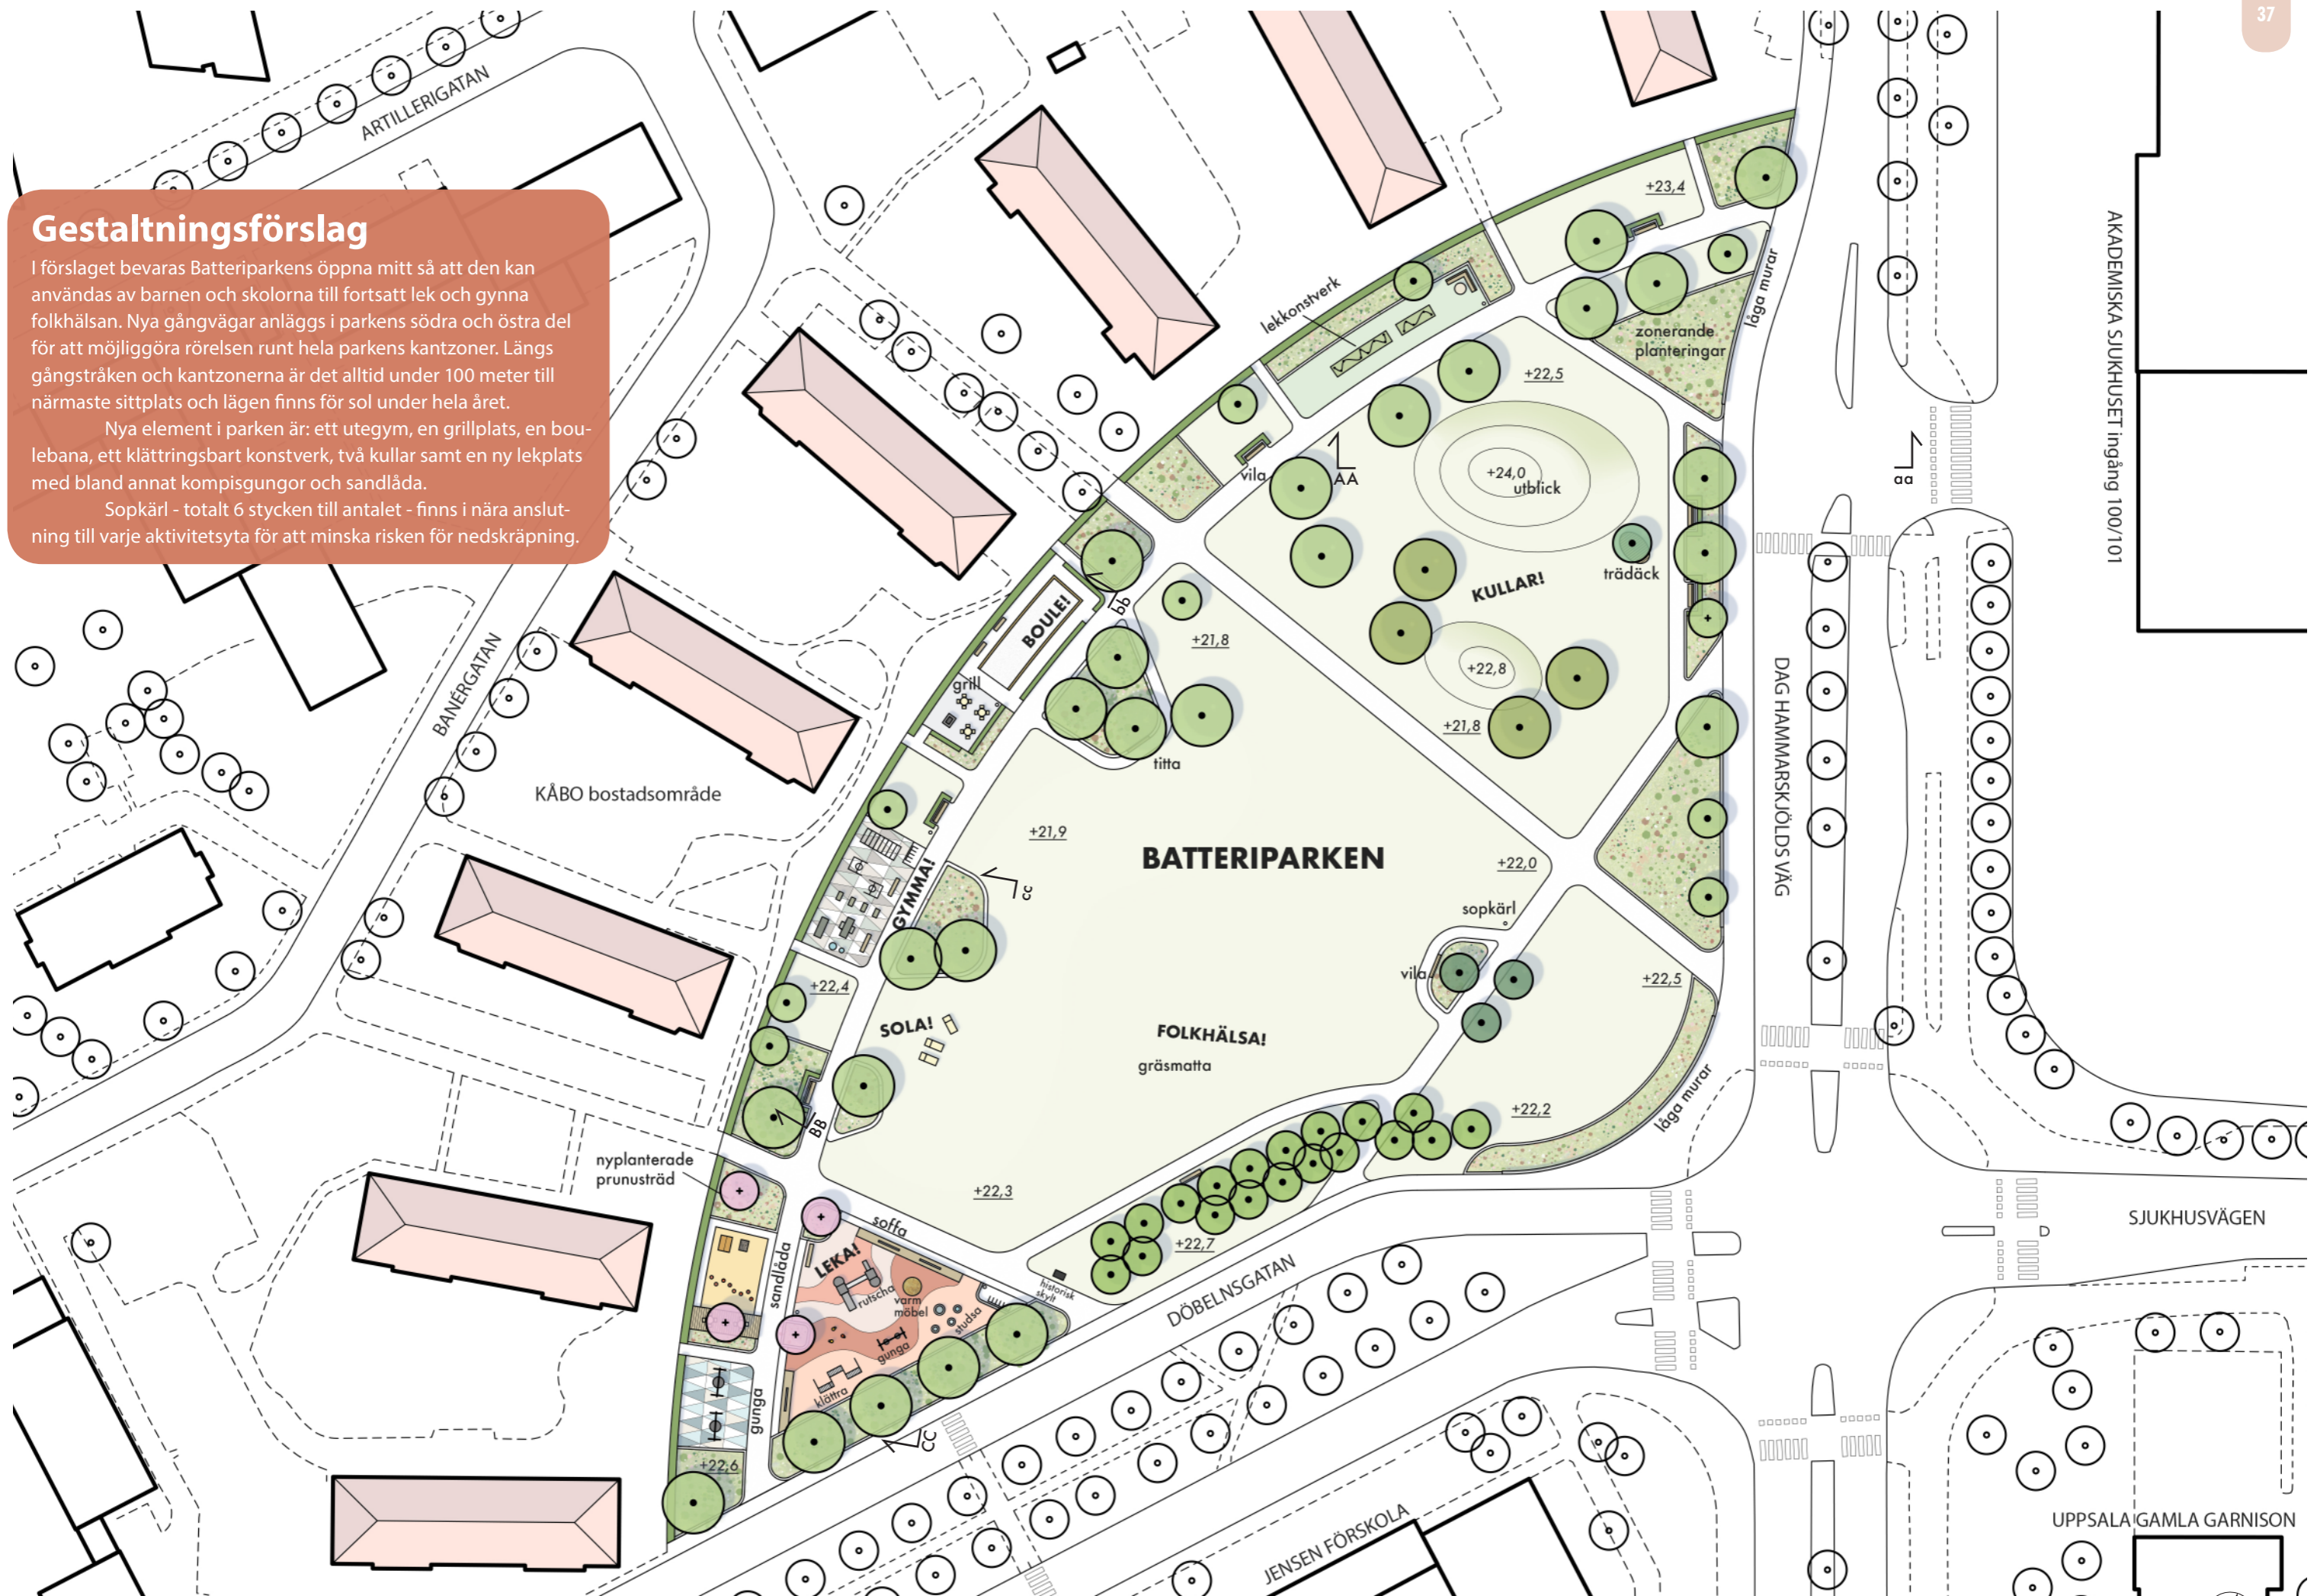 37
ARTILLERIGATAN
Gestaltningsförslag
I förslaget bevaras Batteriparkens öppna mitt så att den kan
användas av barnen och skolorna till fortsatt lek och gynna
folkhälsan. Nya gångvägar anläggs i parkens södra och östra del
för att möjliggöra rörelsen runt hela parkens kantzoner. Längs
gångstråken och kantzonerna är det alltid under 100 meter till
närmaste sittplats och lägen finns för sol under hela året.
Nya element i parken är: ett utegym, en grillplats, en bou-
lebana, ett klättringsbart konstverk, två kullar samt en ny lekplats
med bland annat kompisgungor och sandlåda.
Sopkärl - totalt 6 stycken till antalet - finns i nära anslut-
ning till varje aktivitetsyta för att minska risken för nedskräpning.
+23,4
låga murar
AKADEMISKA SJUKHUSET ingång 100/101
lekkonstverk
zonerande
planteringar
+22,5
vila
AA
+24,0
utblick
aa
KULLAR!
trädäck
bb
BOULE!
+21,8
+22,8
BANÉRGATAN
grill
+21,8
titta
DAG HAMMARSKJÖLDS VÄG
KÅBO bostadsområde
+21,9
BATTERIPARKEN
+22,0
GYMMA!
cc
sopkärl
vila
+22,4
+22,5
SOLA!
FOLKHÄLSA!
gräsmatta
+22,2
låga murar
BB
nyplanterade
prunusträd
+22,3
soffa
SJUKHUSVÄGEN
+22,7
LEKA!
sandlåda
rutscha
varm
möbel
historisk
skylt
studsa
DÖBELNSGATAN
gunga
klättra
gunga
CC
+22,6
JENSEN FÖRSKOLA
UPPSALA GAMLA GARNISON